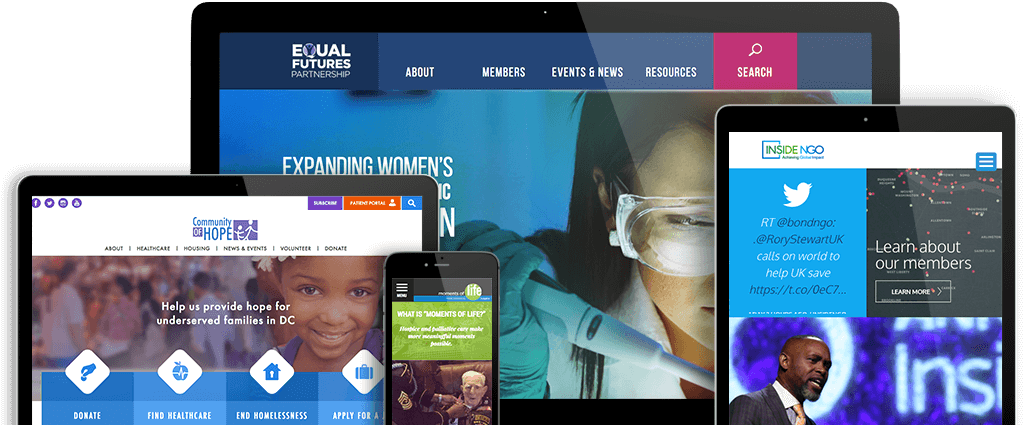 EQUAL
FUTURES
PARTNERSHIP
ABOUT
MEMBERS
EVENTS & NEWS
RESOURCES
SEARCH
EXPANDING WOMEN'S
IC
N
SUBSCRIBE
PATIENT PORTAL
Community
OF HOPE
ABOUT | HEALTHCARE | HOUSING | NEWS & EVENTS | VOLUNTEER | DONATE
Help us provide hope for
underserved families in DC
DONATE
FIND HEALTHCARE
END HOMELESSNESS
APPLY FOR A J
MENU
moments of
life
WHAT IS "MOMENTS OF LIFE?"
Hospice and palliative care make
more meaningful moments
possible.
INSIDE NGO
Achieving Global Impact
RT @bondngo:
.@RoryStewartUK
calls on world to
help UK save
https://t.co/0eC7...
Learn about
our members
LEARN MORE
Insi